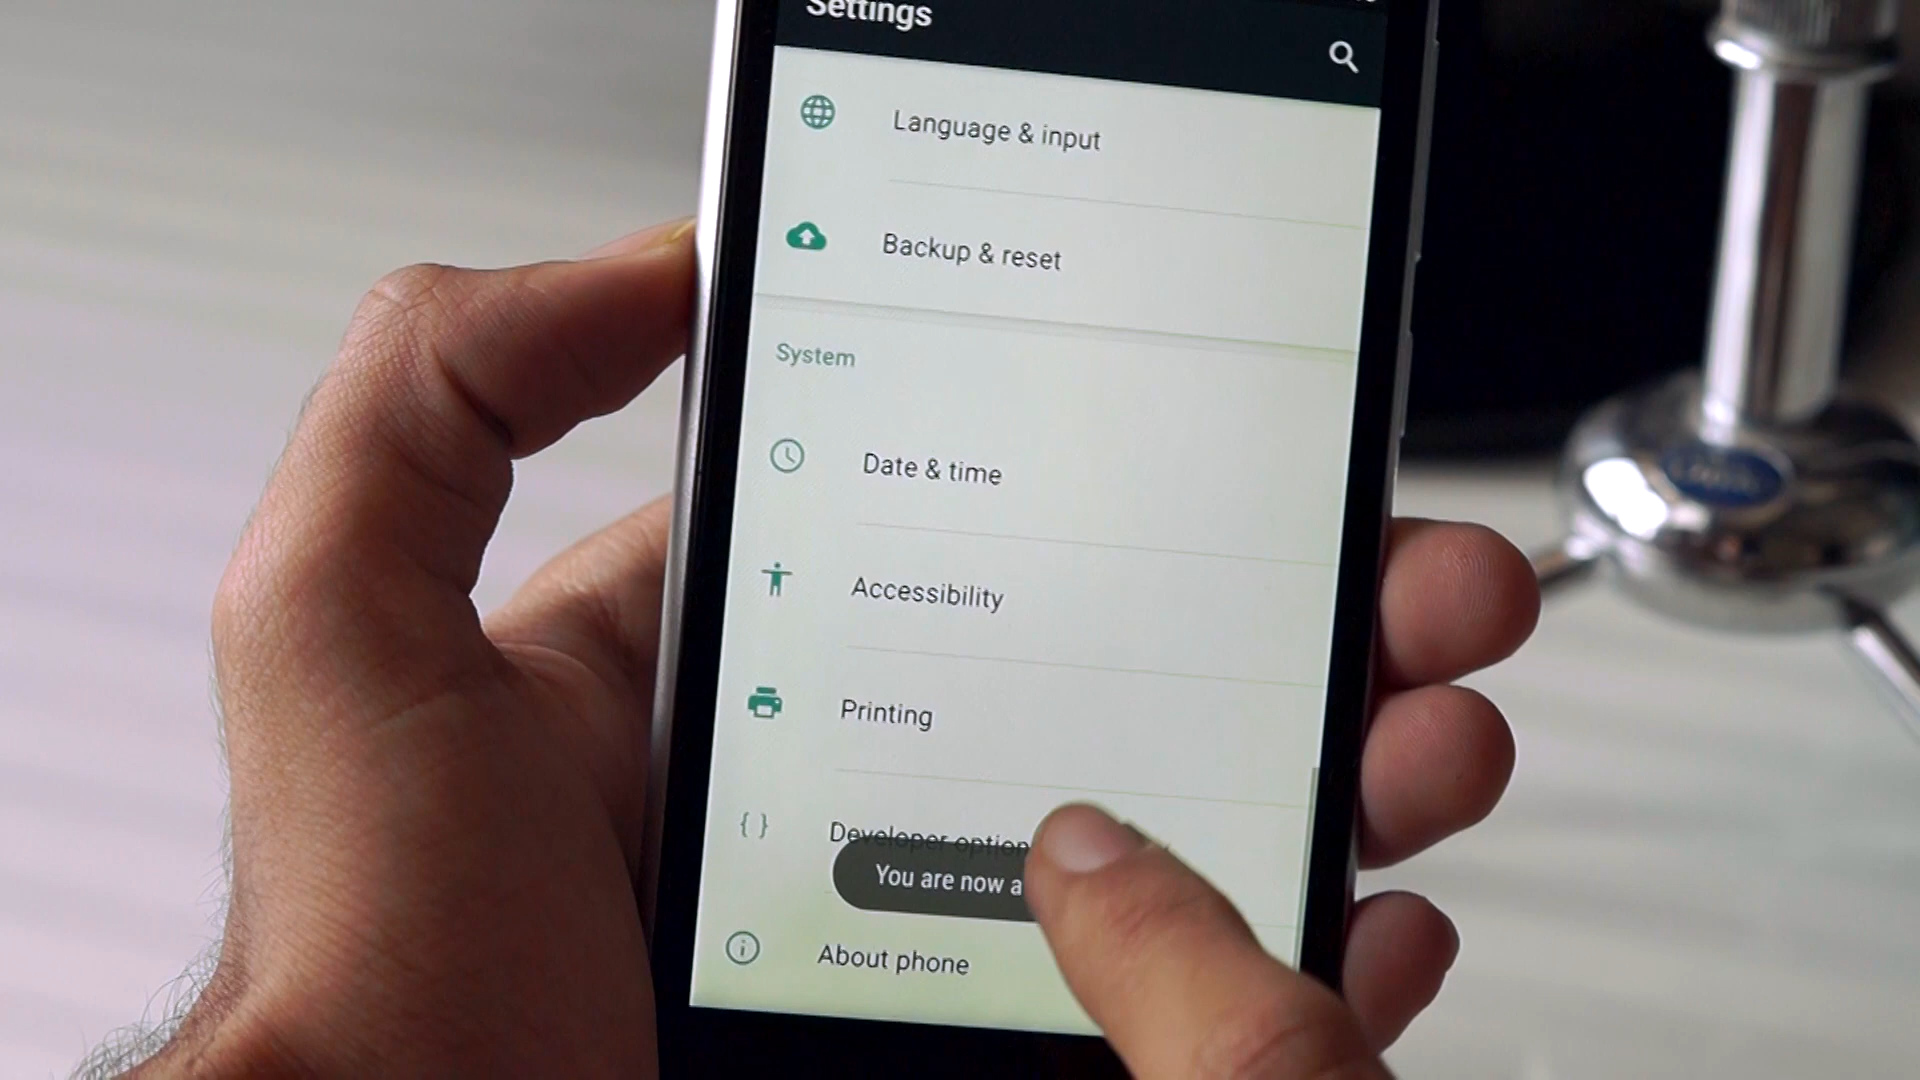 Settings
Language & input
Backup & reset
System
Date & time
Accessibility
Printing
{ } Developer option
You are now a
About phone